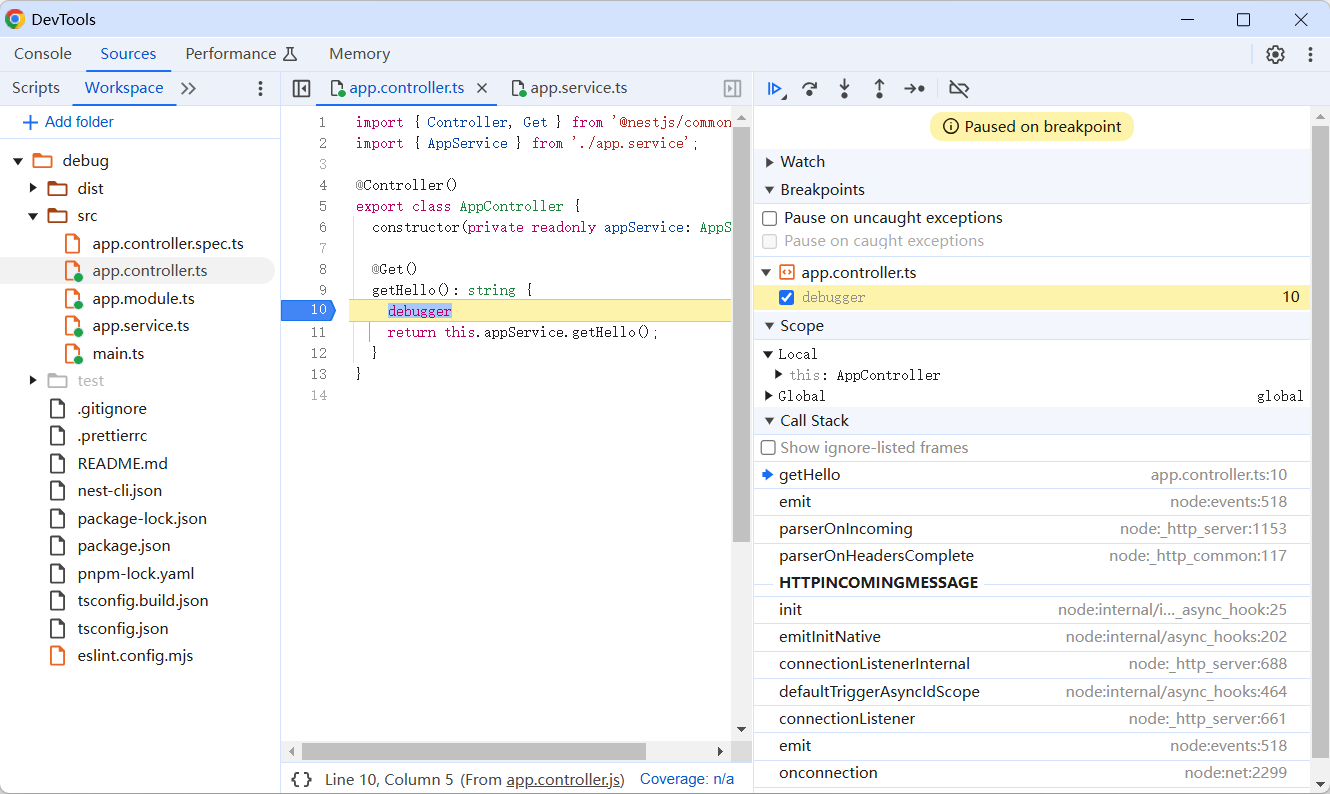 DevTools
Console Sources Performance Memory
Scripts Workspace
Add folder
debug
dist
src
app.controller.spec.ts
app.controller.ts
app.module.ts
app.service.ts
main.ts
test
.gitignore
.prettierrc
README.md
nest-cli.json
package-lock.json
package.json
pnpm-lock.yaml
tsconfig.build.json
tsconfig.json
eslint.config.mjs
app.controller.ts app.service.ts
1 import { Controller, Get } from '@nestjs/common
2 import { AppService } from './app.service';
3
4 @Controller()
5 export class AppController {
6 constructor(private readonly appService: AppS
7
8 @Get()
9 getHello(): string {
10 debugger
11 return this.appService.getHello();
12 }
13 }
14
{} Line 10, Column 5 (From app.controller.js) Coverage: n/a
Paused on breakpoint
Watch
Breakpoints
Pause on uncaught exceptions
Pause on caught exceptions
app.controller.ts
debugger 10
Scope
Local
this: AppController
Global global
Call Stack
Show ignore-listed frames
getHello app.controller.ts:10
emit node:events:518
parserOnIncoming node:_http_server:1153
parserOnHeadersComplete node:_http_common:117
HTTPINCOMINGMESSAGE
init node:internal/i…_async_hook:25
emitInitNative node:internal/async_hooks:202
connectionListenerInternal node:_http_server:688
defaultTriggerAsyncIdScope node:internal/async_hooks:464
connectionListener node:_http_server:661
emit node:events:518
onconnection node:net:2299